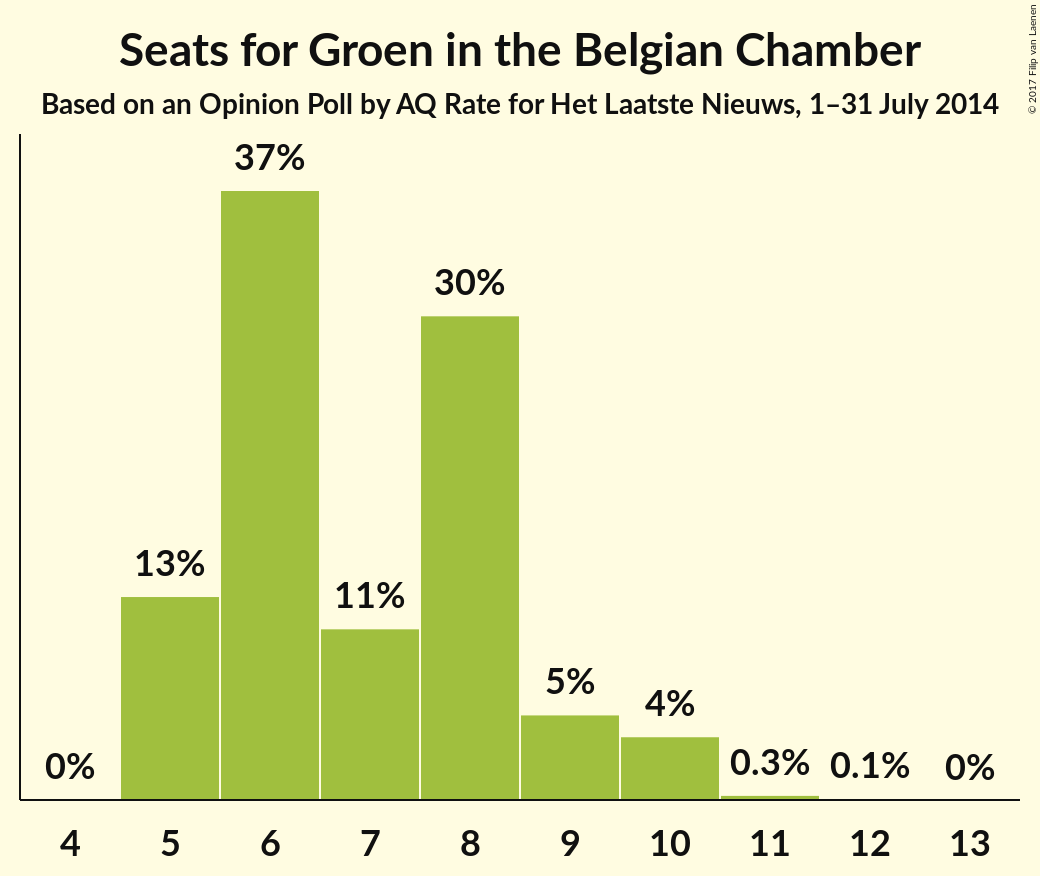 Seats for Groen in the Belgian Chamber
Based on an Opinion Poll by AQ Rate for Het Laatste Nieuws, 1–31 July 2014
© 2017 Filip van Laenen
37%
30%
13%
11%
5%
4%
0%
0.3%
0.1%
0%
4 5 6 7 8 9 10 11 12 13